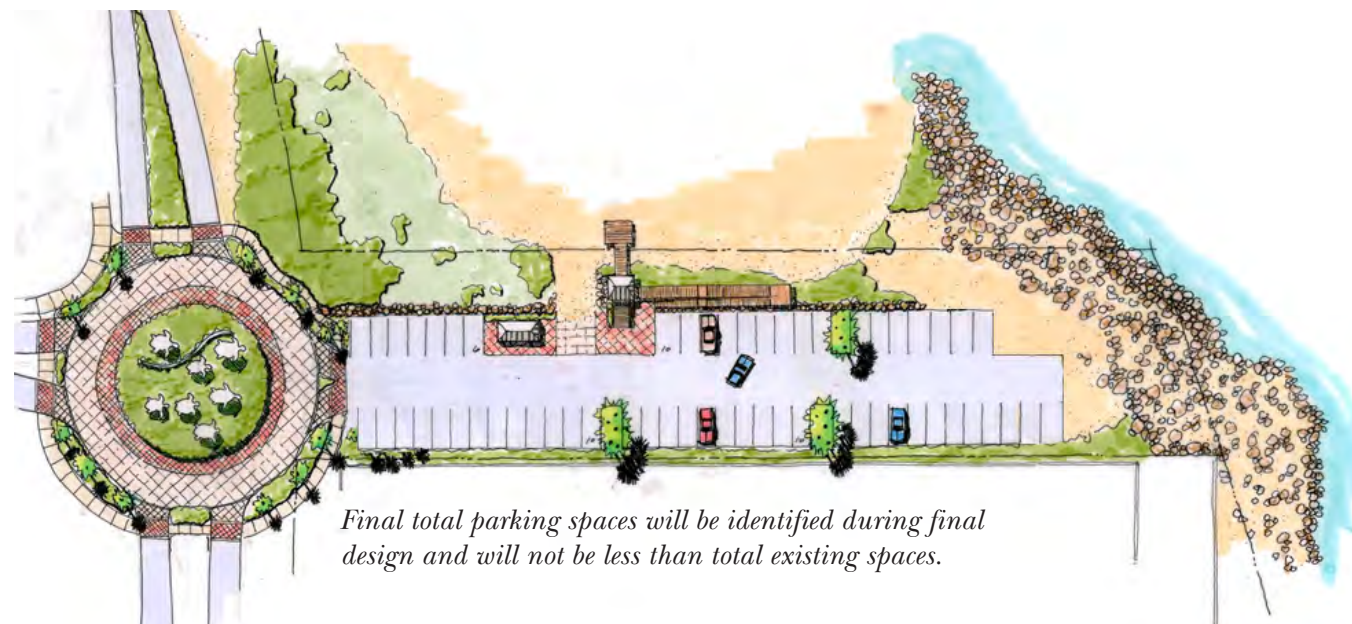 Final total parking spaces will be identified during final
design and will not be less than total existing spaces.